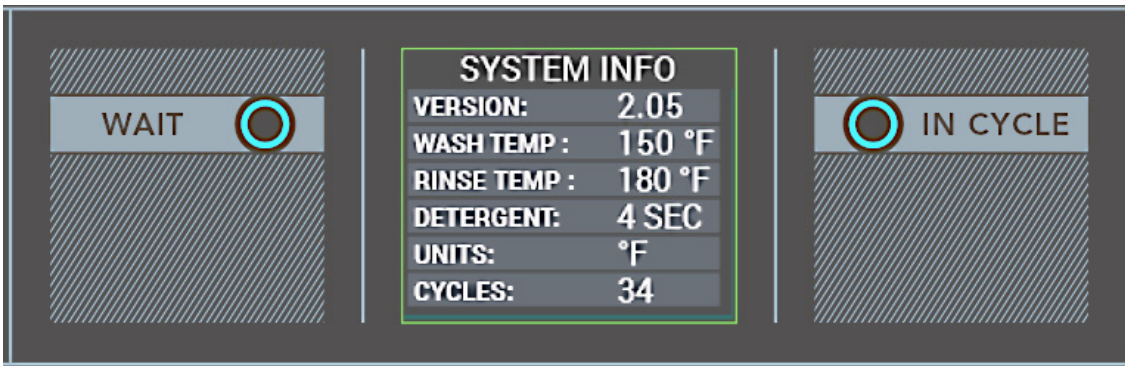 WAIT
SYSTEM INFO
VERSION: 2.05
WASH TEMP : 150 °F
RINSE TEMP : 180 °F
DETERGENT: 4 SEC
UNITS: °F
CYCLES: 34
IN CYCLE